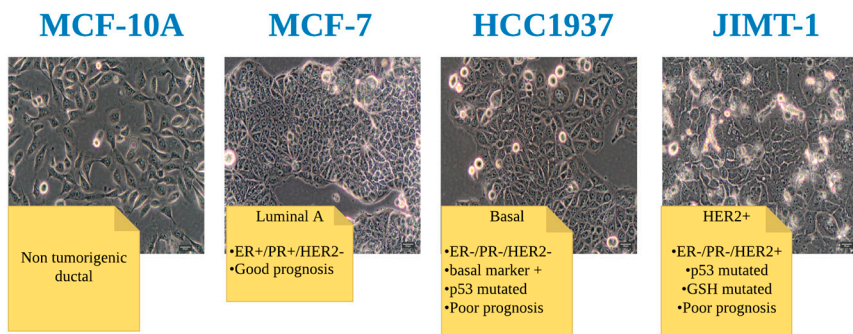 MCF-10A
MCF-7
HCC1937
JIMT-1
Non tumorigenic
ductal
Luminal A
•ER+/PR+/HER2-
•Good prognosis
Basal
•ER-/PR-/HER2-
•basal marker +
•p53 mutated
•Poor prognosis
HER2+
•ER-/PR-/HER2+
•p53 mutated
•GSH mutated
•Poor prognosis